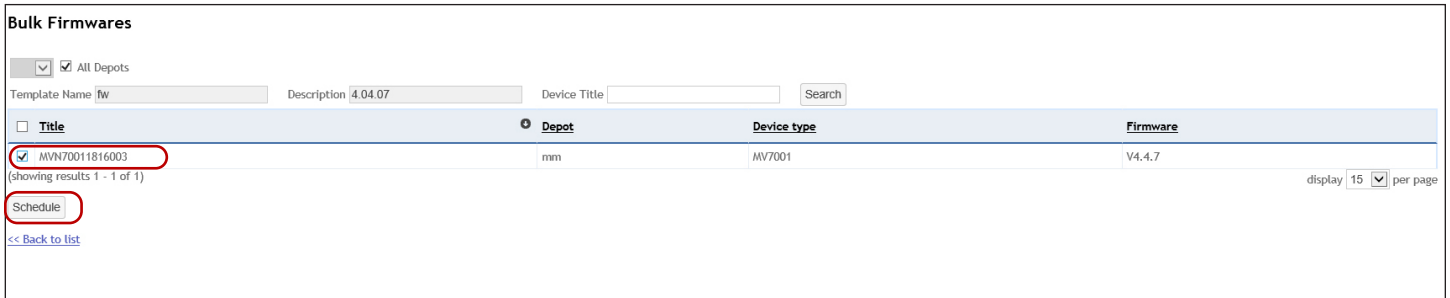 Bulk Firmwares
All Depots
Template Name fw Description 4.04.07 Device Title Search
Title Depot Device type Firmware
MVN70011816003 mm MV7001 V4.4.7
(showing results 1 - 1 of 1) display 15 per page
Schedule
<< Back to list